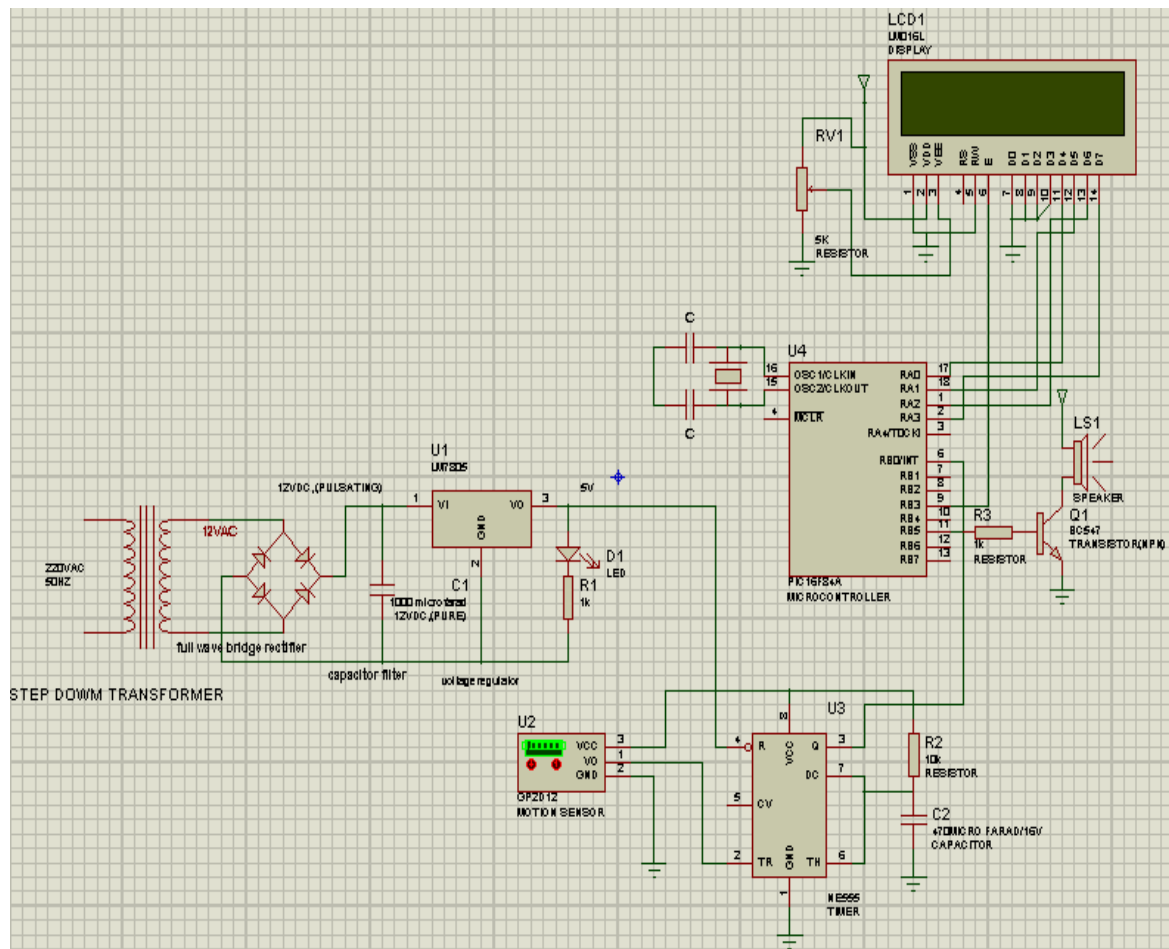 LCD1
LM016L
DISPLAY
RV1
VSS
VDD
VEE
RS
RW
E
D0
D1
D2
D3
D4
D5
D6
D7
1
2
3
4
5
6
7
8
9
10
11
12
13
14
5K
RESISTOR
C
C
U4
16
15
4
OSC1/CLKIN
OSC2/CLKOUT
MCLR
RA0
RA1
RA2
RA3
RA4/T0CKI
RB0/INT
RB1
RB2
RB3
RB4
RB5
RB6
RB7
17
18
1
2
3
6
7
8
9
10
11
12
13
PIC16F84A
MICROCONTROLLER
R3
1k
RESISTOR
LS1
SPEAKER
Q1
BC547
TRANSISTOR(NPN)
U1
LM7805
12VDC,(PULSATING)
1
VI
VO
3
GND
2
5V
D1
LED
R1
1k
C1
1000 microfarad
12VDC,(PURE)
220VAC
50HZ
12VAC
full wave bridge rectifier
capacitor filter
voltage regulator
STEP DOWM TRANSFORMER
U2
VCC
VO
GND
3
1
2
GP2D12
MOTION SENSOR
U3
8
4
R
VCC
Q
3
DC
7
5
CV
2
TR
GND
TH
6
1
NE555
TIMER
R2
10k
RESISTOR
C2
470MICRO FARAD/16V
CAPACITOR